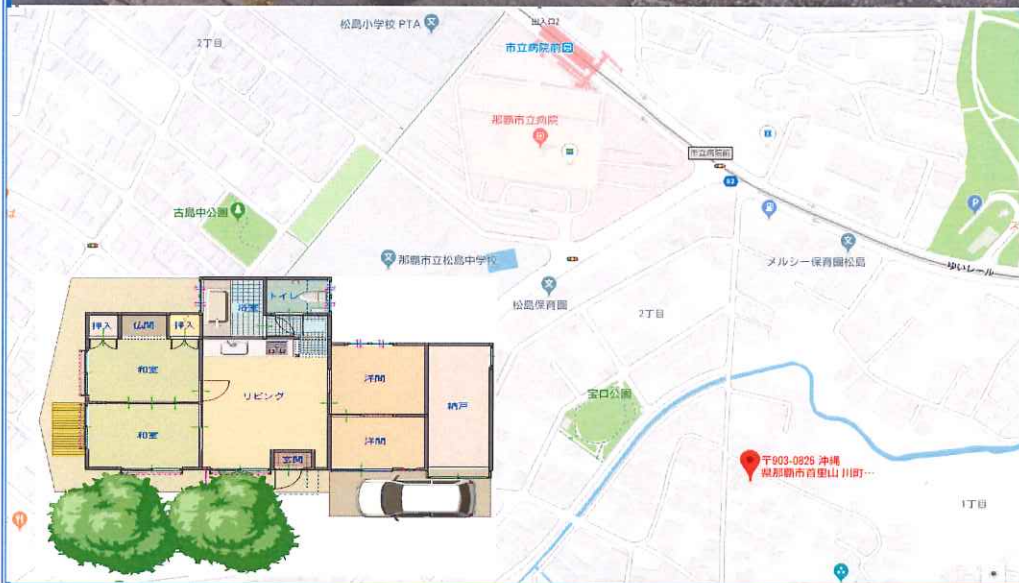 松島小学校 PTA
出入口2
市立病院前
2丁目
那覇市立病院
市立病院前
古島中公園
那覇市立松島中学校
メルシー保育園松島
ゆいレール
松島保育園
2丁目
宝口公園
〒903-0826 沖縄
県那覇市首里山川町…
1丁目
浴室
トイレ
押入
仏間
押入
和室
リビング
洋間
納戸
和室
洋間
玄関